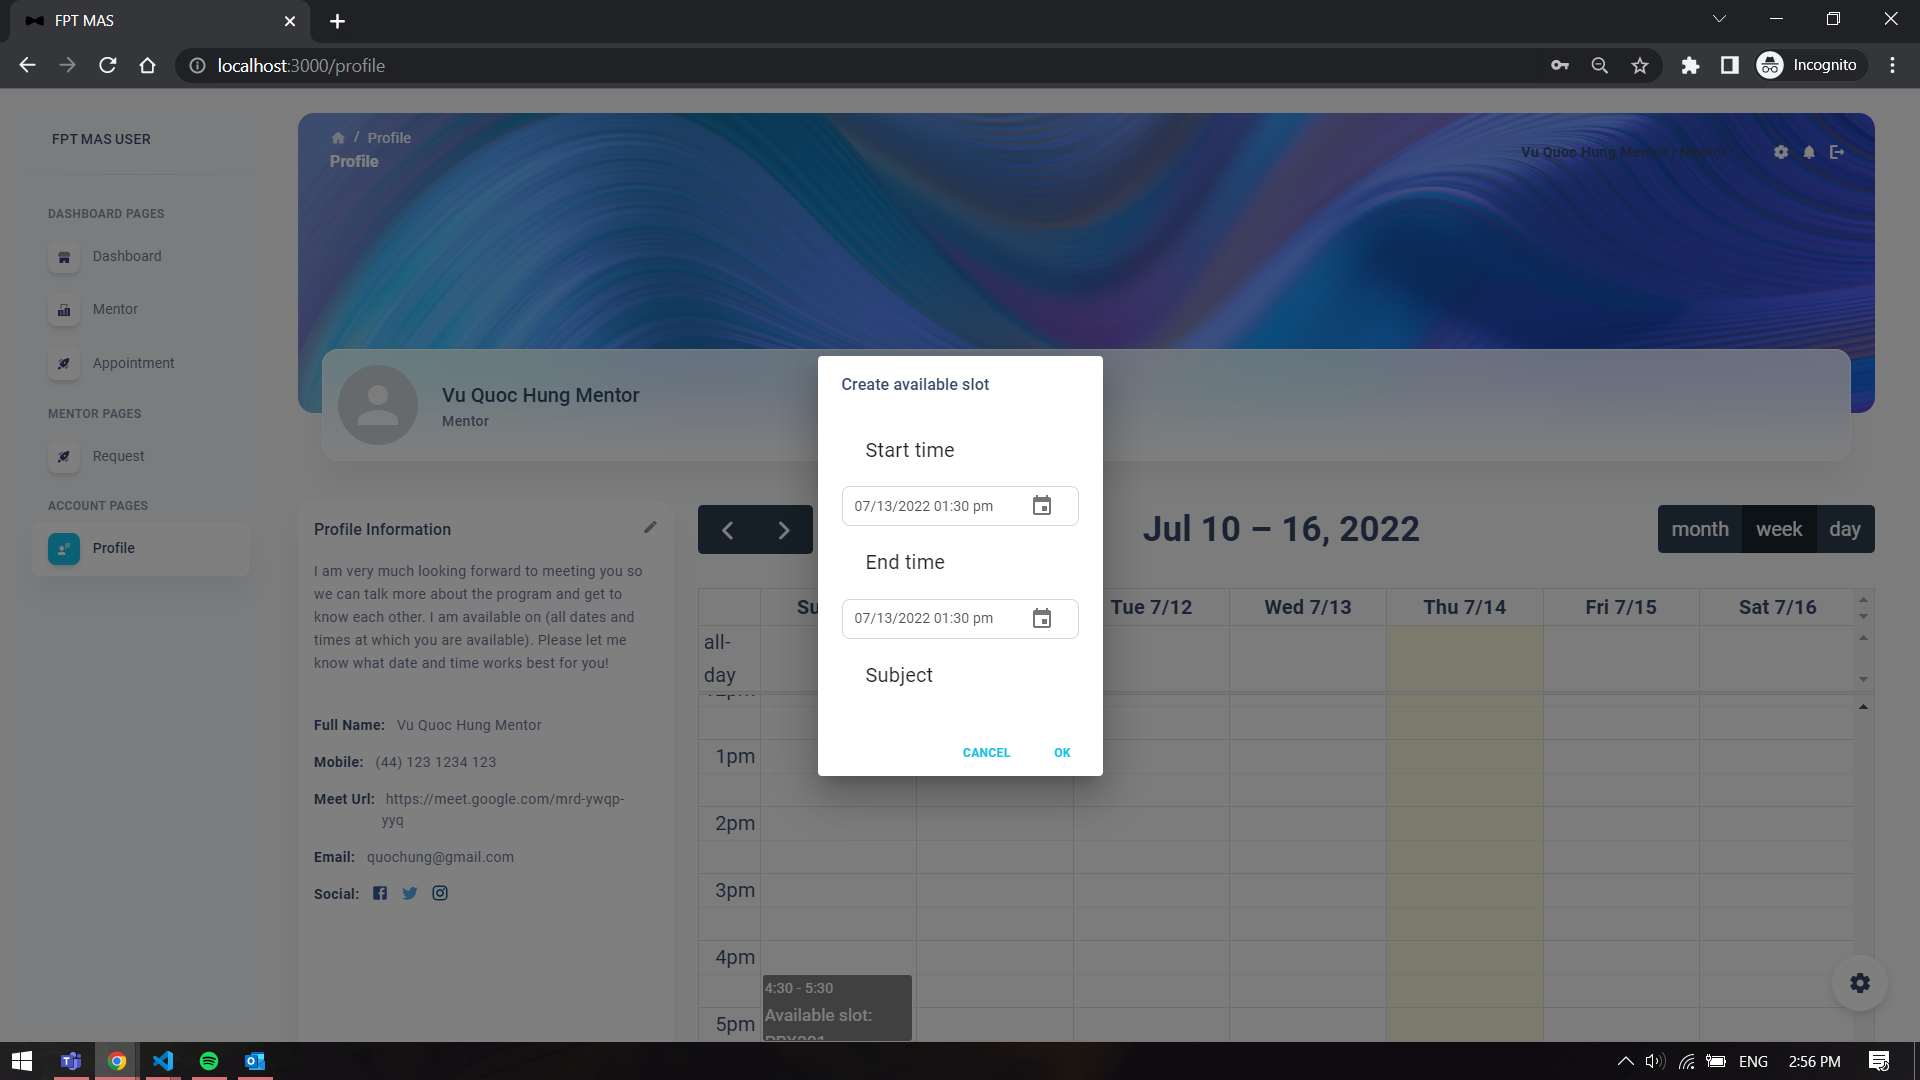 FPT MAS
localhost:3000/profile
Incognito
FPT MAS USER
/ Profile
Profile
Vu Quoc Hung Mentor / Mentor
DASHBOARD PAGES
Dashboard
Mentor
Appointment
MENTOR PAGES
Request
ACCOUNT PAGES
Profile
Vu Quoc Hung Mentor
Mentor
Profile Information
I am very much looking forward to meeting you so
we can talk more about the program and get to
know each other. I am available on (all dates and
times at which you are available). Please let me
know what date and time works best for you!
Full Name: Vu Quoc Hung Mentor
Mobile: (44) 123 1234 123
Meet Url: https://meet.google.com/mrd-ywqp-
yyq
Email: quochung@gmail.com
Social:
Create available slot
Start time
07/13/2022 01:30 pm
End time
07/13/2022 01:30 pm
Subject
CANCEL OK
Jul 10 – 16, 2022
month week day
Su
Tue 7/12 Wed 7/13 Thu 7/14 Fri 7/15 Sat 7/16
all-
day
1pm
2pm
3pm
4pm
4:30 - 5:30
Available slot:
5pm
ENG 2:56 PM